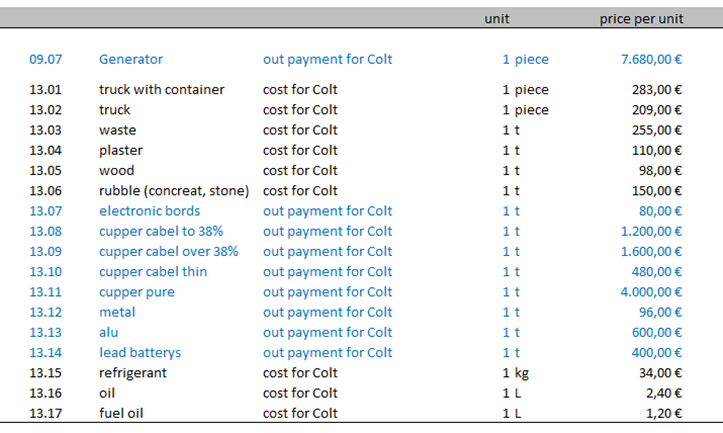 unit price per unit
09.07 Generator out payment for Colt 1 piece 7.680,00 €
13.01 truck with container cost for Colt 1 piece 283,00 €
13.02 truck cost for Colt 1 piece 209,00 €
13.03 waste cost for Colt 1 t 255,00 €
13.04 plaster cost for Colt 1 t 110,00 €
13.05 wood cost for Colt 1 t 98,00 €
13.06 rubble (concreat, stone) cost for Colt 1 t 150,00 €
13.07 electronic bords out payment for Colt 1 t 80,00 €
13.08 cupper cabel to 38% out payment for Colt 1 t 1.200,00 €
13.09 cupper cabel over 38% out payment for Colt 1 t 1.600,00 €
13.10 cupper cabel thin out payment for Colt 1 t 480,00 €
13.11 cupper pure out payment for Colt 1 t 4.000,00 €
13.12 metal out payment for Colt 1 t 96,00 €
13.13 alu out payment for Colt 1 t 600,00 €
13.14 lead batterys out payment for Colt 1 t 400,00 €
13.15 refrigerant cost for Colt 1 kg 34,00 €
13.16 oil cost for Colt 1 L 2,40 €
13.17 fuel oil cost for Colt 1 L 1,20 €